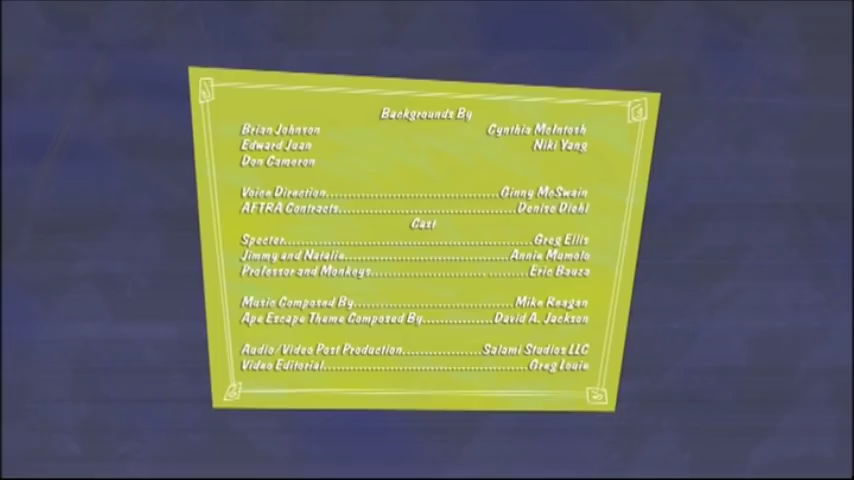 Backgrounds By
Brian Johnson Cynthia McIntosh
Edward Juan Niki Yang
Don Cameron
Voice Direction.................................Ginny McSwain
AFTRA Contracts.................................Denise Diehl
Cast
Specter.................................Greg Ellis
Jimmy and Natalie.................................Annie Mumolo
Professor and Monkeys.................................Eric Bauza
Music Composed By.................................Mike Reagan
Ape Escape Theme Composed By..............David A. Jackson
Audio/Video Post Production................Salami Studios LLC
Video Editorial.................................Greg Louie